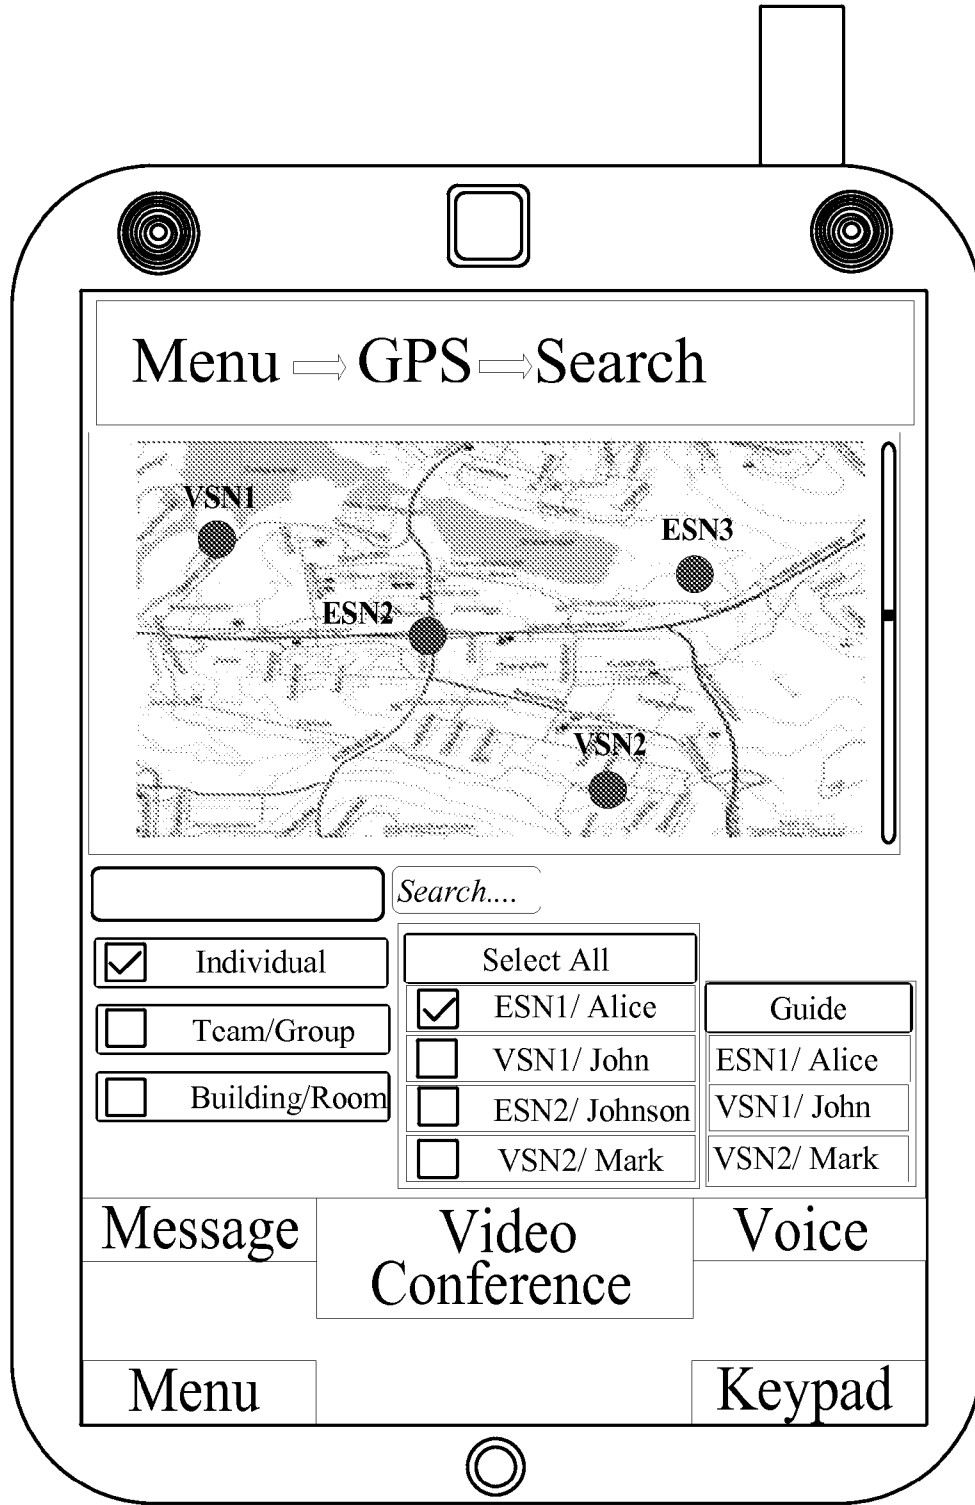 Menu ⇨ GPS ⇨ Search
VSN1
ESN3
ESN2
VSN2
Search....
Individual
Team/Group
Building/Room
Select All
ESN1/ Alice
VSN1/ John
ESN2/ Johnson
VSN2/ Mark
Guide
ESN1/ Alice
VSN1/ John
VSN2/ Mark
Message
Video
Conference
Voice
Menu
Keypad